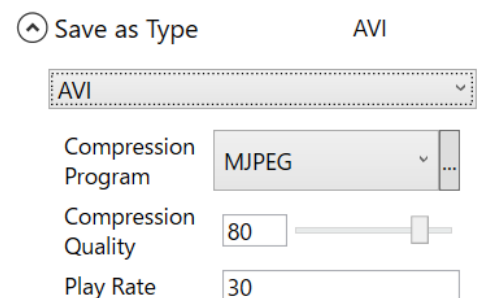 Save as Type AVI
AVI
Compression Program MJPEG ...
Compression Quality 80
Play Rate 30